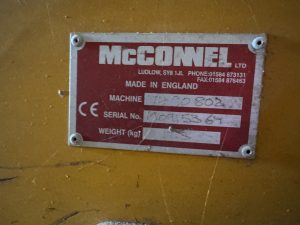 McCONNEL LTD
LUDLOW, SY8 1JL PHONE:01584 873131
FAX:01584 876463
MADE IN ENGLAND
MACHINE
CE SERIAL No.
WEIGHT (kg)